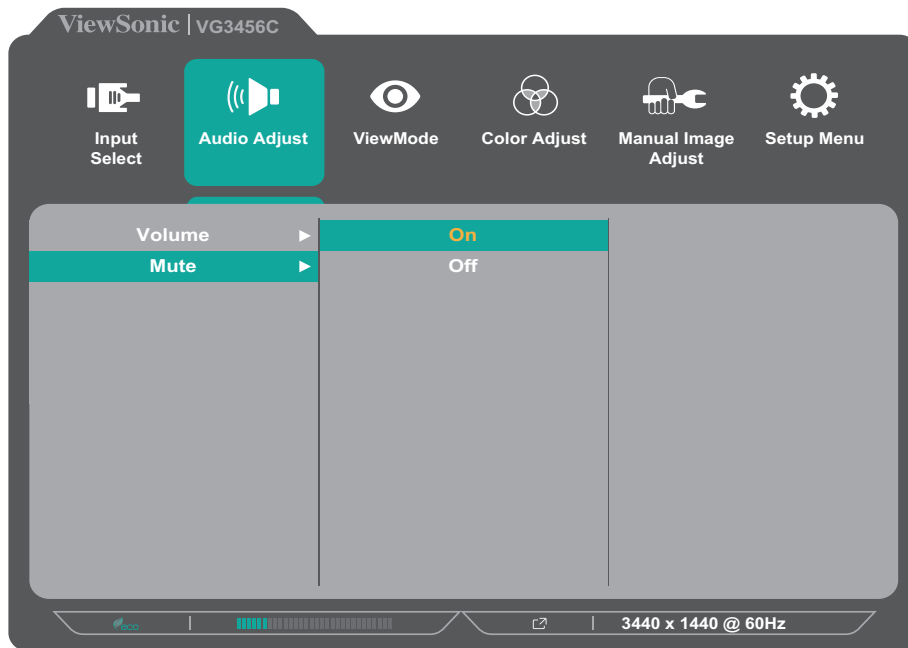 ViewSonic | VG3456C
Input
Select
Audio Adjust
ViewMode
Color Adjust
Manual Image
Adjust
Setup Menu
Volume
Mute
On
Off
eco
3440 x 1440 @ 60Hz